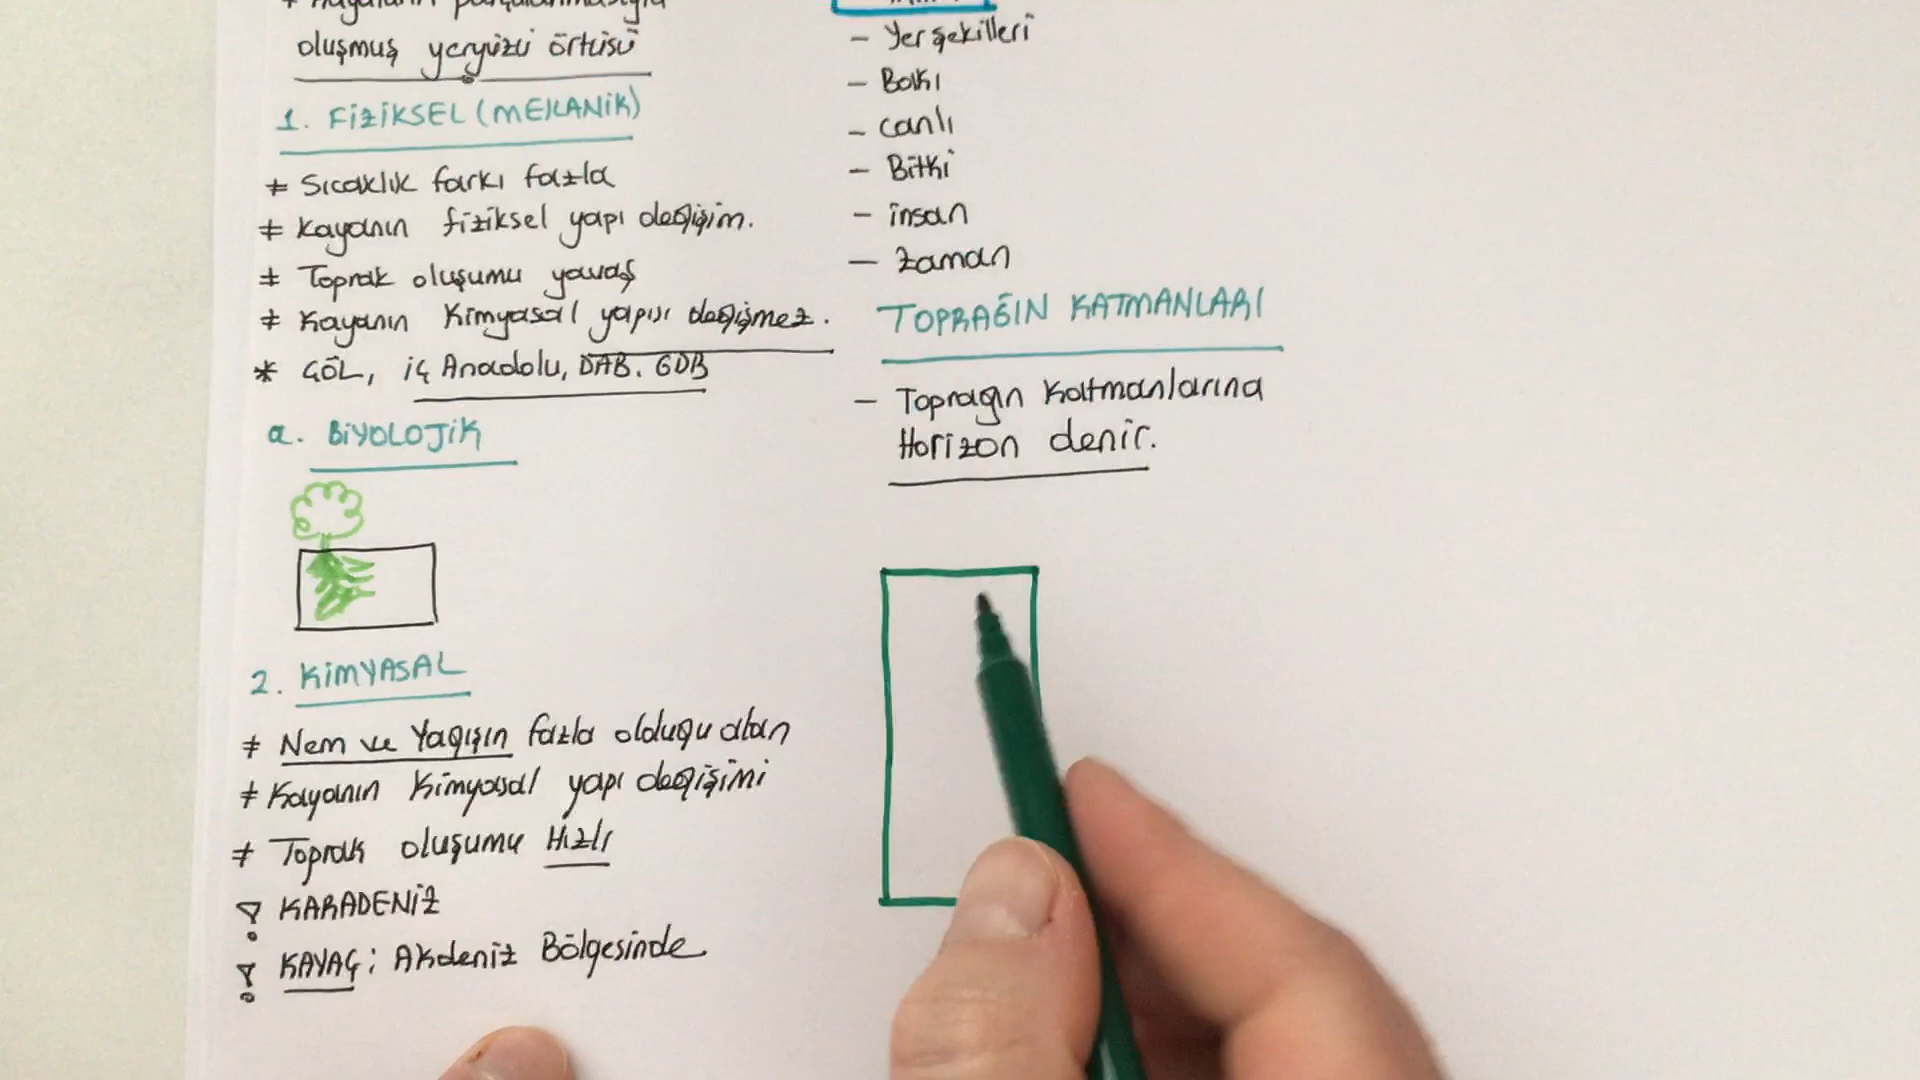 oluşmuş yeryüzü örtüsü
1. FİZİKSEL (MEKANİK)
* Sıcaklık farkı fazla
* Kayanın fiziksel yapı değişim.
* Toprak oluşumu yavaş
* Kayanın Kimyasal yapısı değişmez.
* GÖL, iç Anadolu, DAB. GDB
a. BİYOLOJİK
2. KİMYASAL
* Nem ve Yağışın fazla olduğu alan
* Kayanın Kimyasal yapı değişimi
* Toprak oluşumu Hızlı
! KARADENİZ
! KAYAÇ; Akdeniz Bölgesinde
- Yerşekilleri
- Bakı
- canlı
- Bitki
- insan
- Zaman
TOPRAĞIN KATMANLARI
- Toprağın Katmanlarına
Horizon denir.